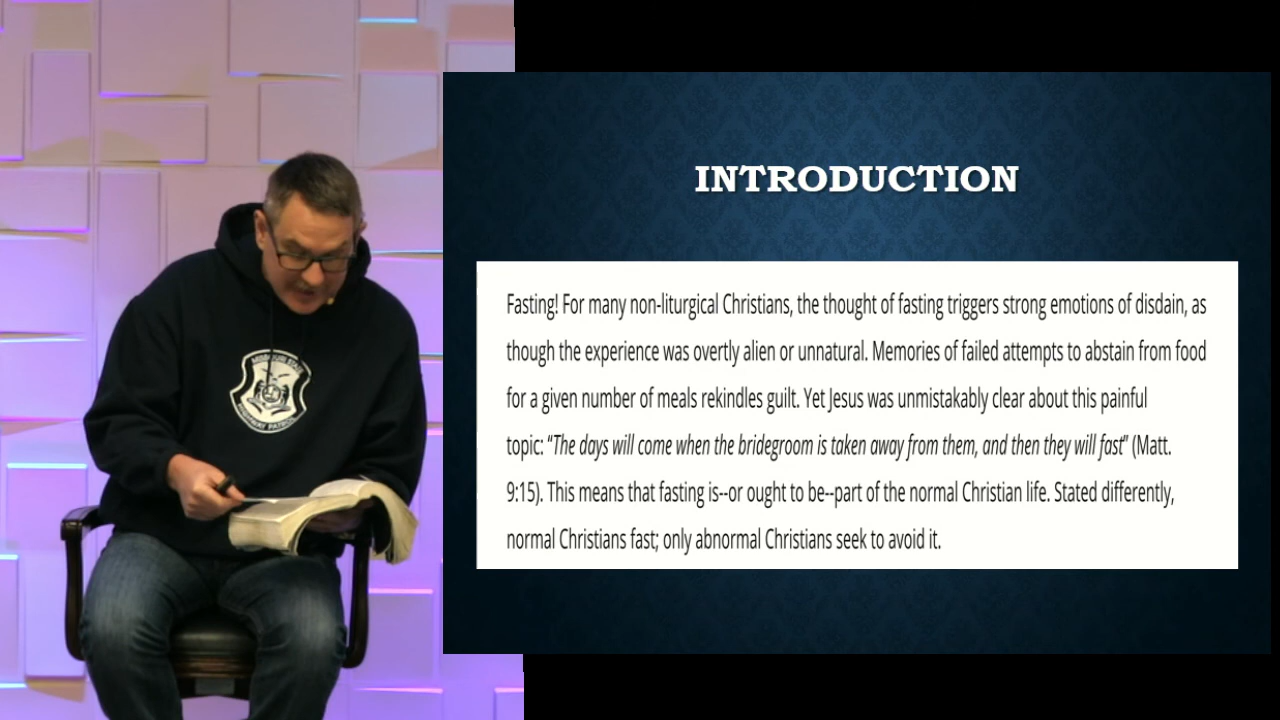 INTRODUCTION
Fasting! For many non-liturgical Christians, the thought of fasting triggers strong emotions of disdain, as
though the experience was overtly alien or unnatural. Memories of failed attempts to abstain from food
for a given number of meals rekindles guilt. Yet Jesus was unmistakably clear about this painful
topic: “The days will come when the bridegroom is taken away from them, and then they will fast” (Matt.
9:15). This means that fasting is--or ought to be--part of the normal Christian life. Stated differently,
normal Christians fast; only abnormal Christians seek to avoid it.
MISSOURI STATE
HIGHWAY PATROL